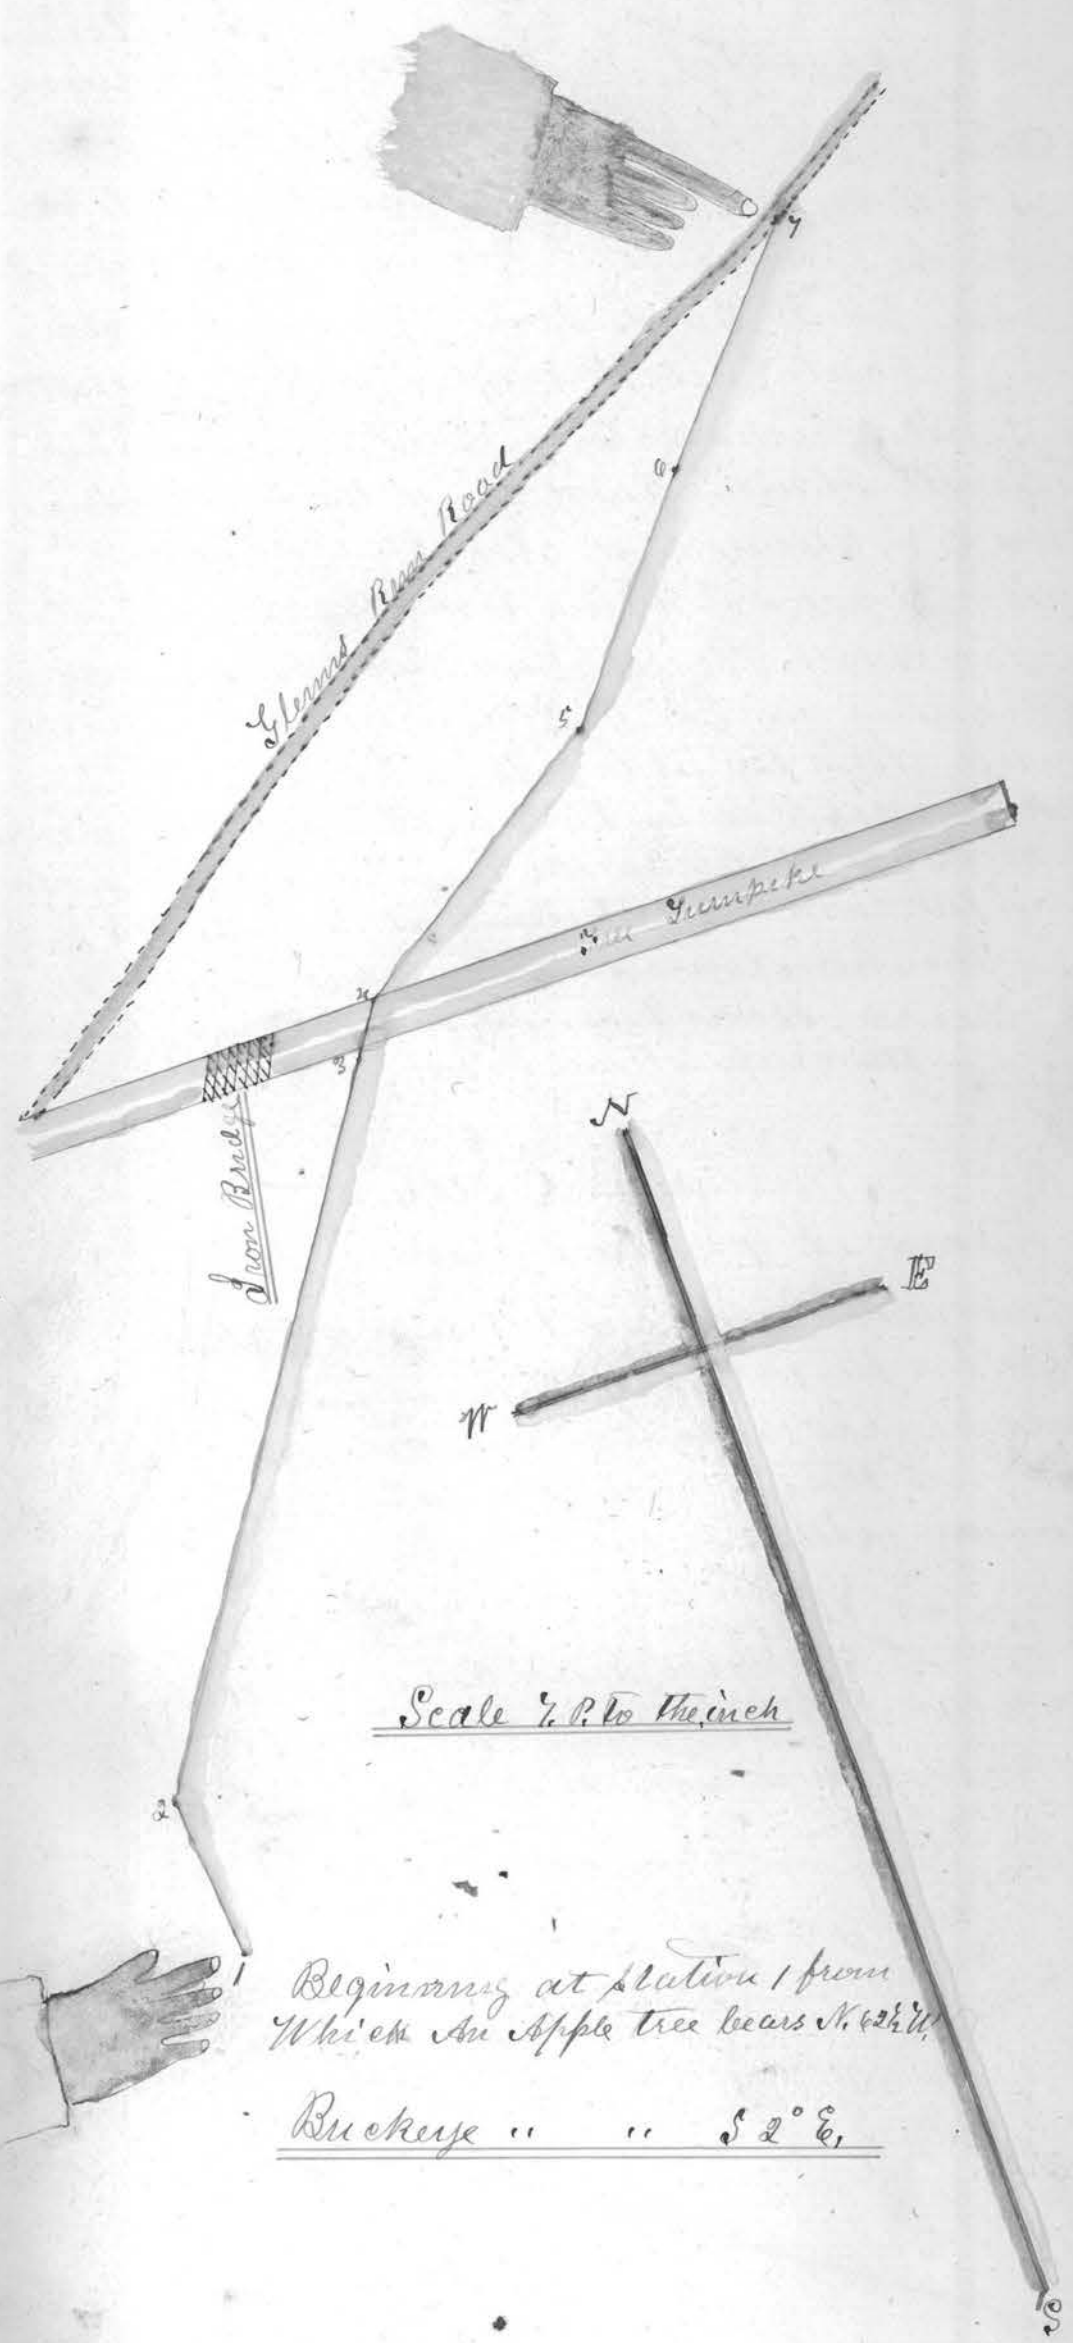 7
6
Glenns Run Road
5
Turnpike
4
3
Iron Bridge
N
E
W
Scale 7. P. to the inch
2
1
Beginning at Station 1 from
Which An Apple tree bears N. 62½ W.
Buckeye " " S 2° E.
S